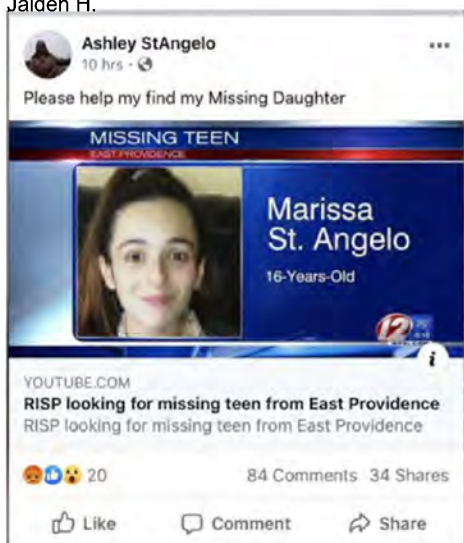 Jaiden H.
Ashley StAngelo
10 hrs ·
Please help my find my Missing Daughter
MISSING TEEN
EAST PROVIDENCE
Marissa
St. Angelo
16-Years-Old
12
YOUTUBE.COM
RISP looking for missing teen from East Providence
RISP looking for missing teen from East Providence
20
84 Comments 34 Shares
Like Comment Share